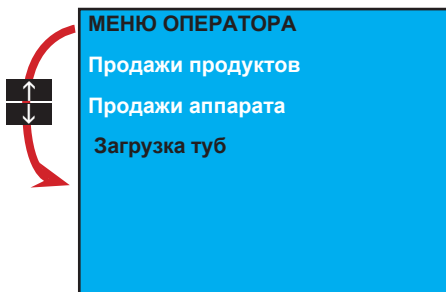 МЕНЮ ОПЕРАТОРА
Продажи продуктов
Продажи аппарата
Загрузка туб